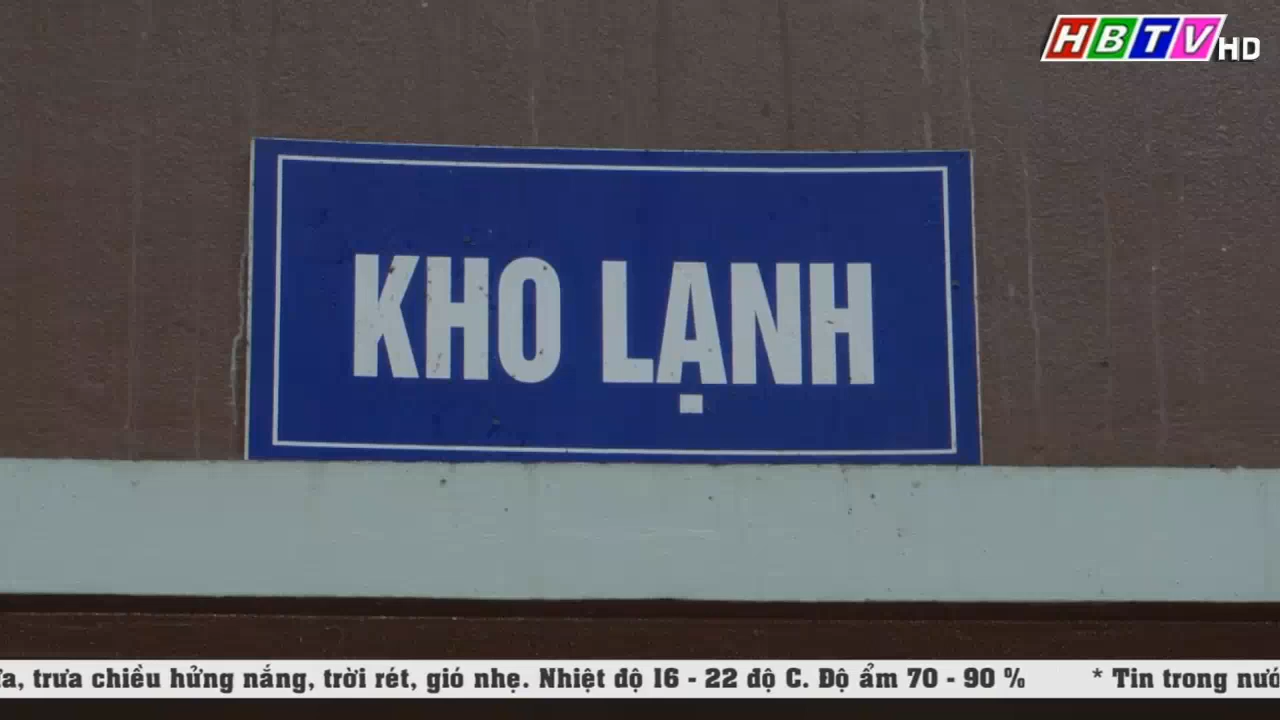 HBTV HD
KHO LẠNH
trưa chiều hửng nắng, trời rét, gió nhẹ. Nhiệt độ 16 - 22 độ C. Độ ẩm 70 - 90 % * Tin trong